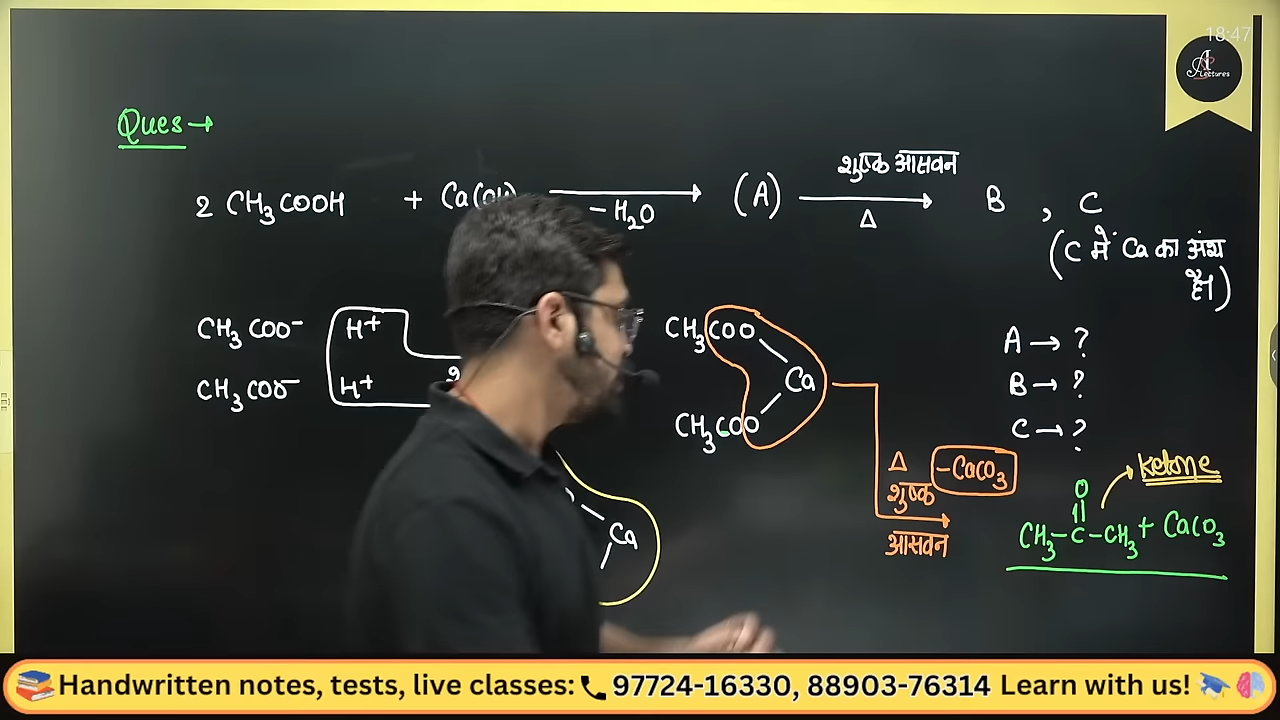 18:47
A Lectures
Ques →
2 CH₃COOH + Ca(OH) −H₂O (A) शुष्क आसवन Δ B , C
(C में Ca का अंश है।)
CH₃COO⁻ H⁺
CH₃COO⁻ H⁺
CH₃COO
Ca
CH₃COO
Ca
Δ −CaCO₃
शुष्क
आसवन
A → ?
B → ?
C → ?
Ketone
O
CH₃−C−CH₃ + CaCO₃
Handwritten notes, tests, live classes: 97724-16330, 88903-76314 Learn with us!